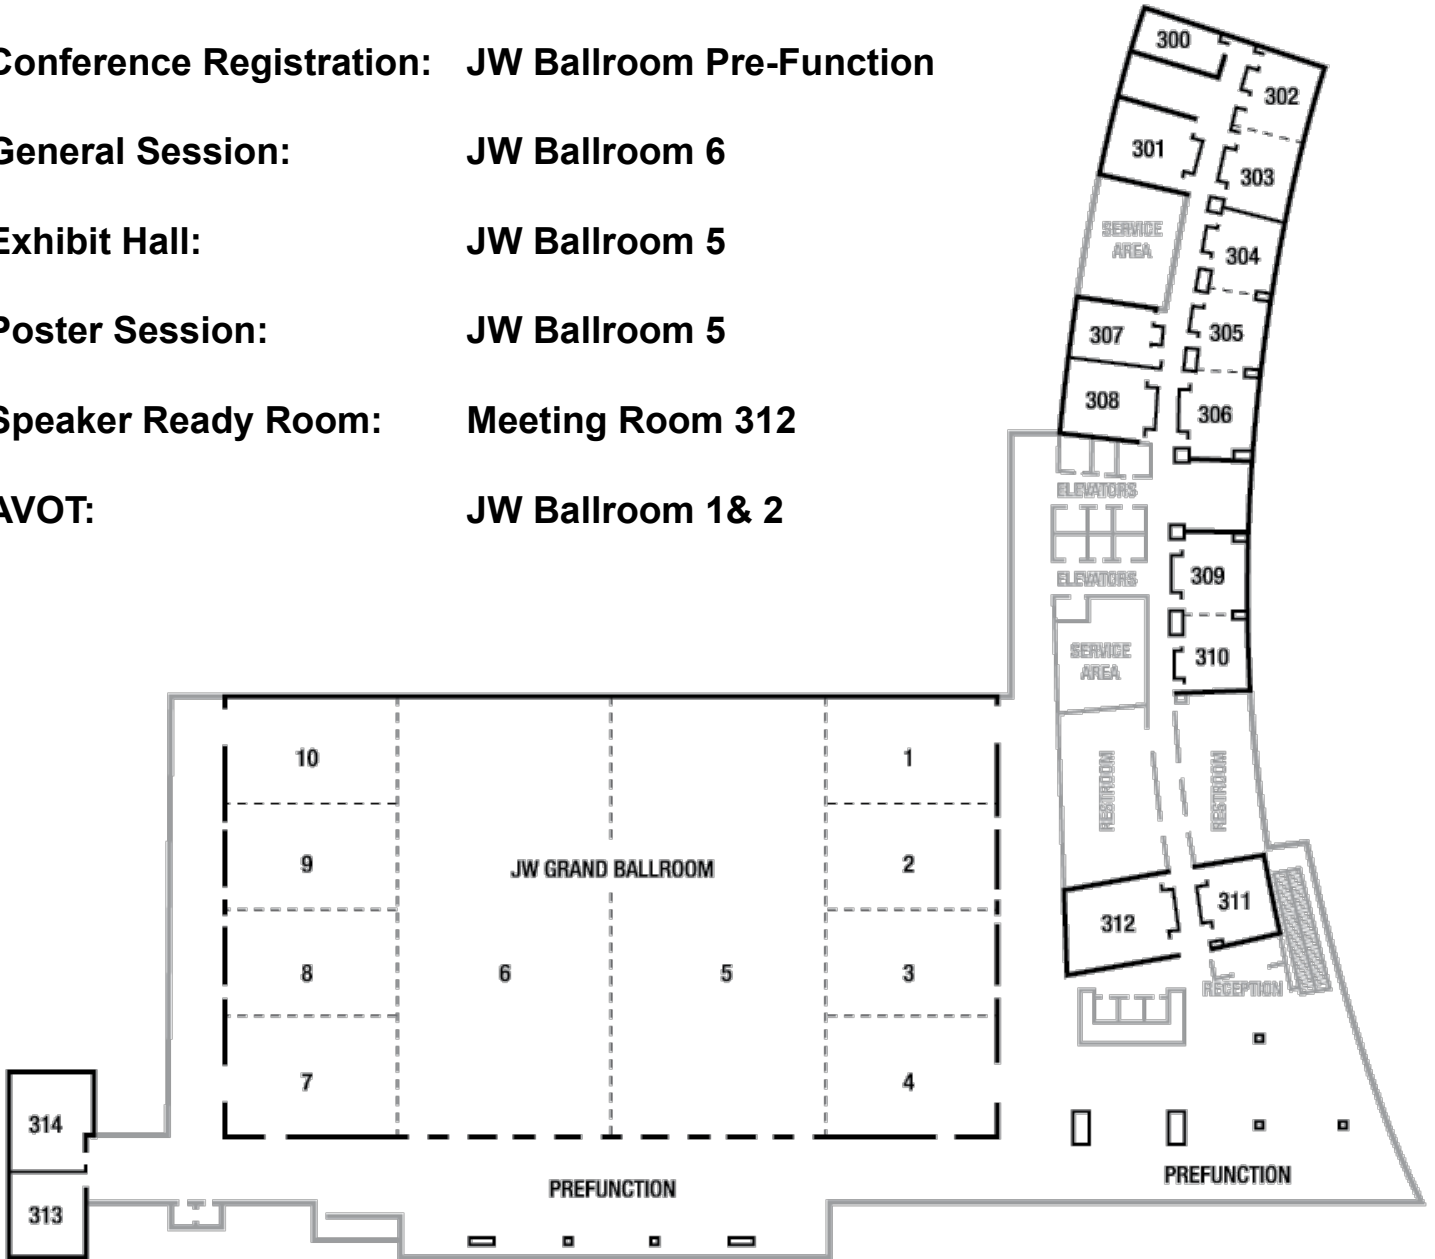 Conference Registration: JW Ballroom Pre-Function
General Session: JW Ballroom 6
Exhibit Hall: JW Ballroom 5
Poster Session: JW Ballroom 5
Speaker Ready Room: Meeting Room 312
AVOT: JW Ballroom 1& 2
300
302
301
303
SERVICE
AREA
304
307
305
308
306
ELEVATORS
ELEVATORS
309
SERVICE
AREA
310
RESTROOM
RESTROOM
10
1
9
JW GRAND BALLROOM
2
312
311
8
6
5
3
RECEPTION
7
4
314
313
PREFUNCTION
PREFUNCTION